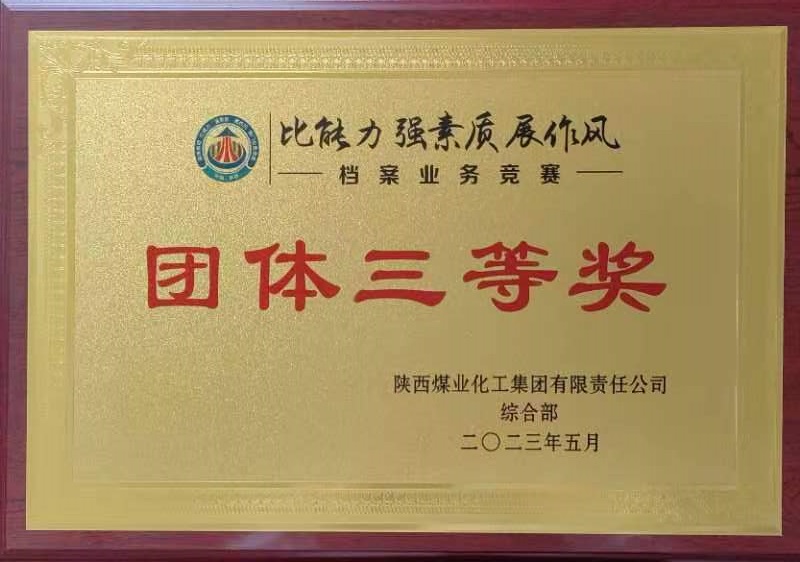 比能力强素质展作风
档案业务竞赛
团体三等奖
陕西煤业化工集团有限责任公司
综合部
二〇二三年五月